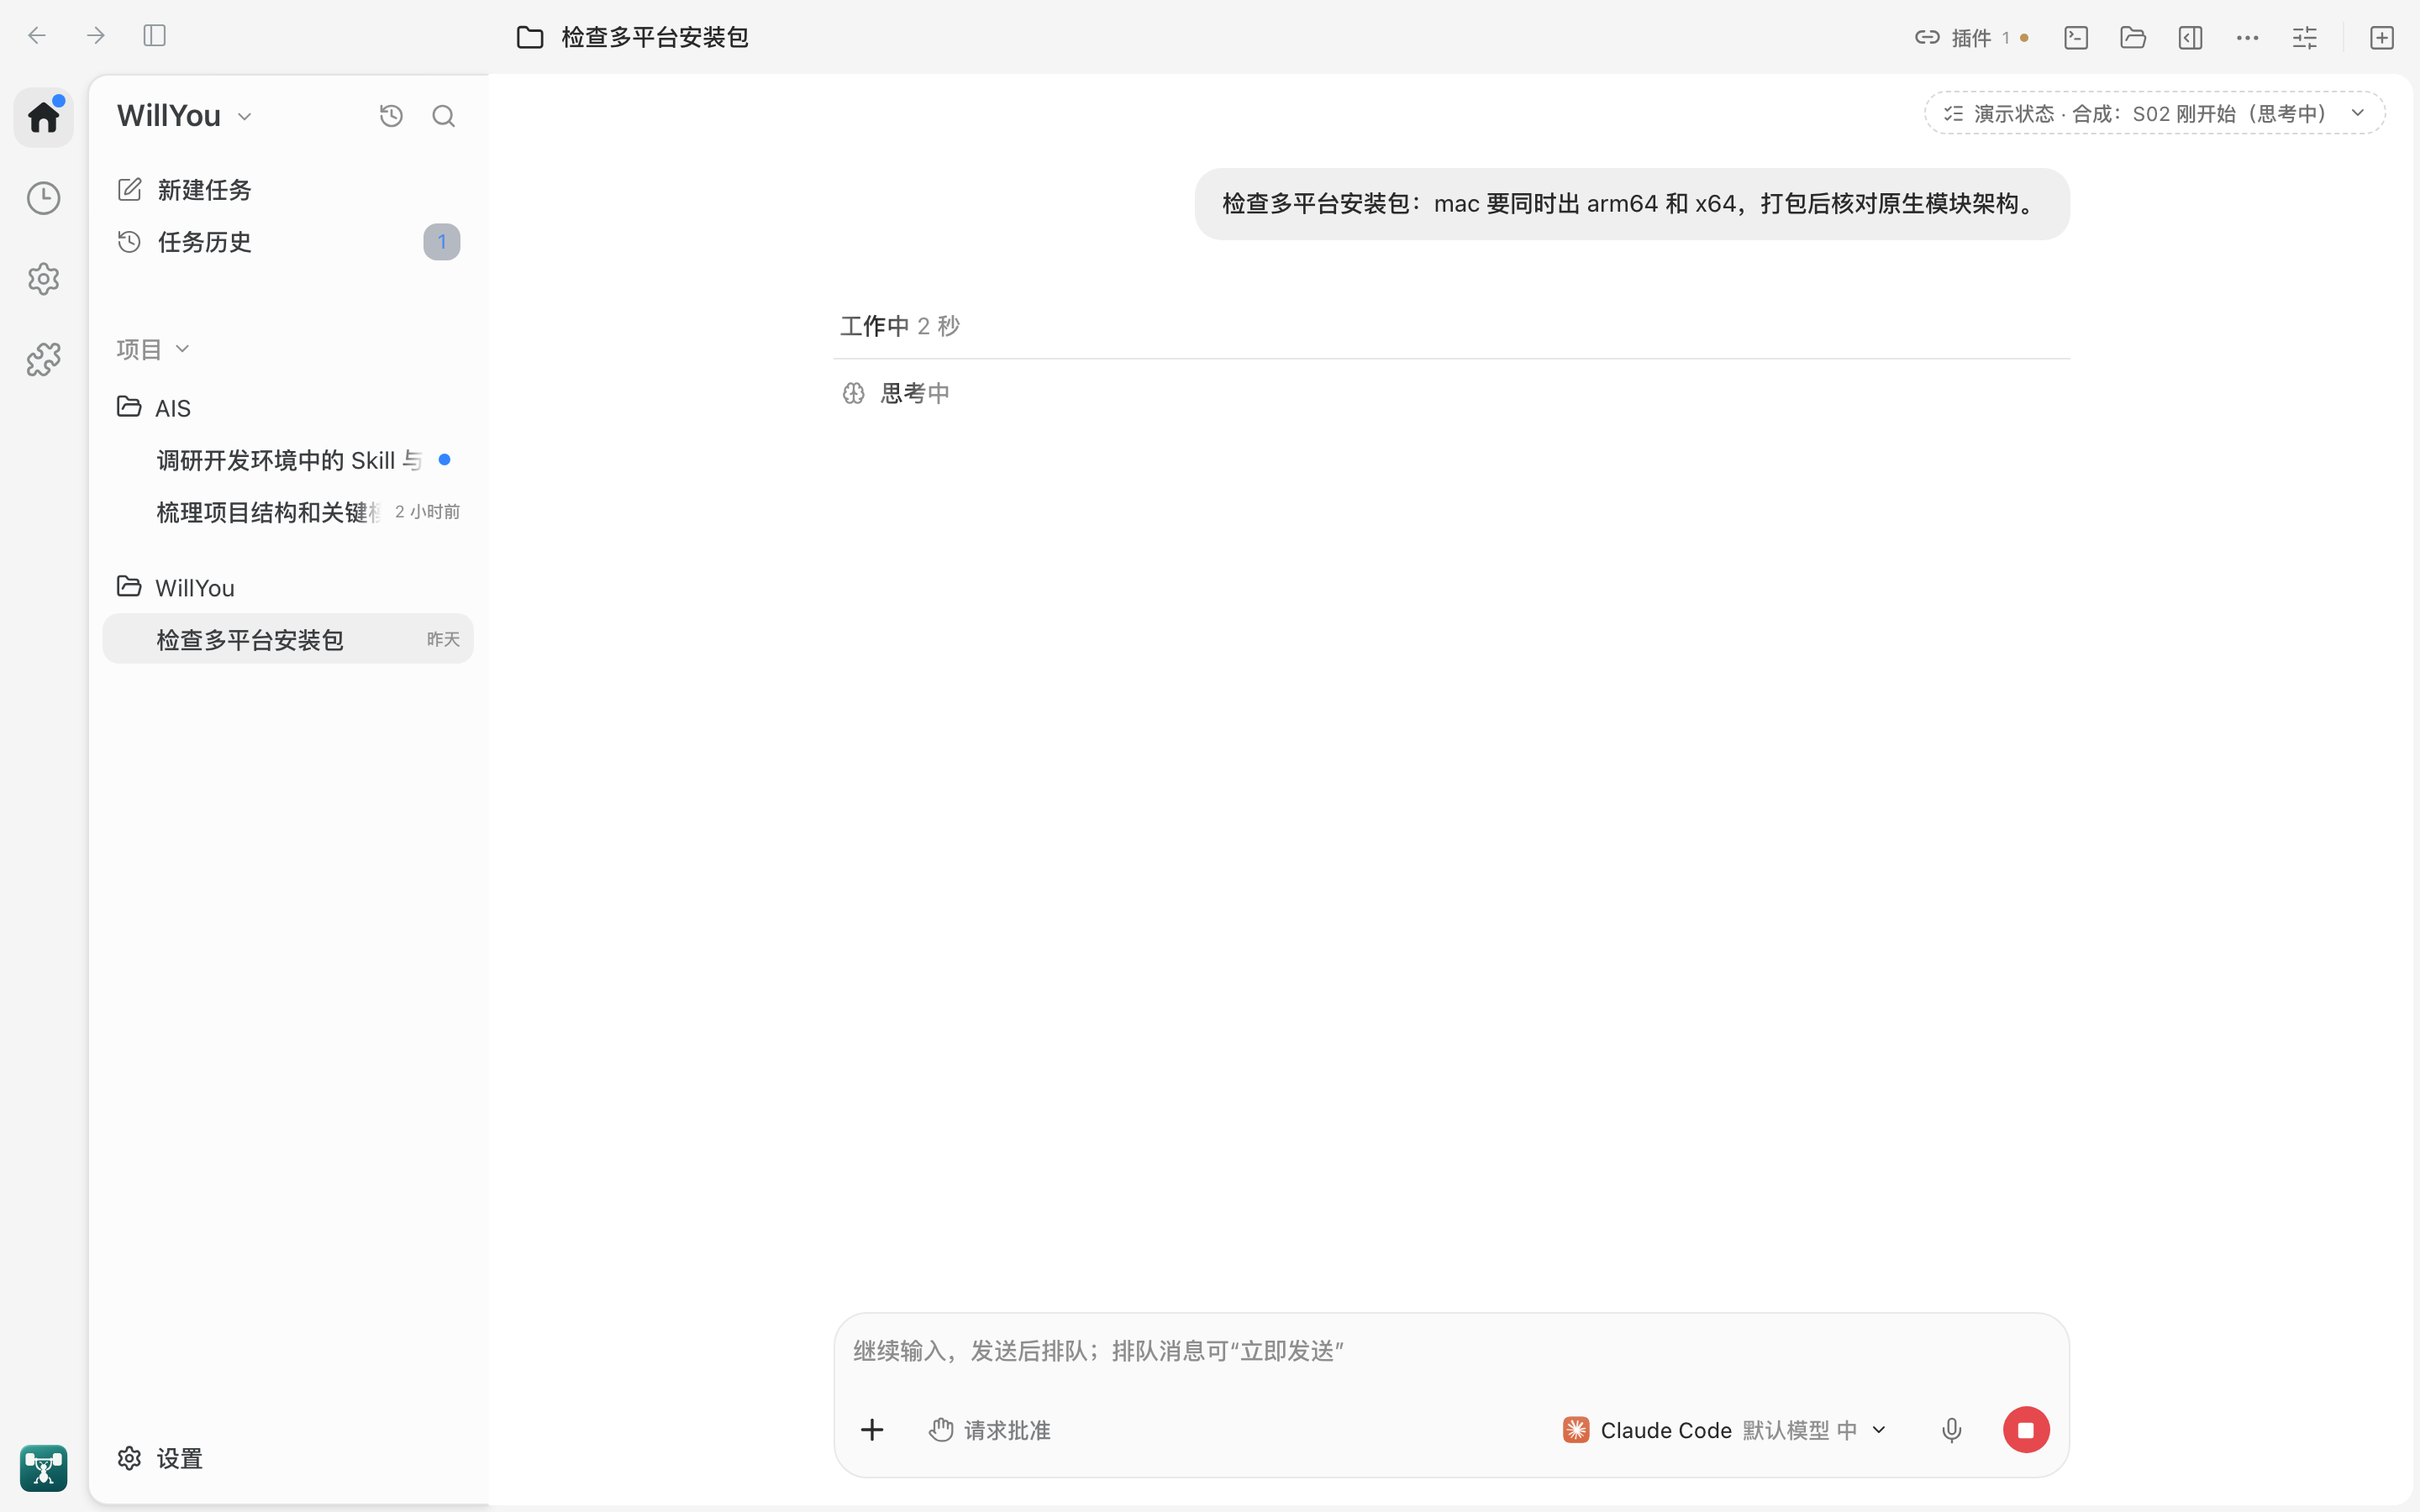 检查多平台安装包
插件 1
WillYou
演示状态 · 合成：S02 刚开始（思考中）
新建任务
任务历史 1
检查多平台安装包：mac 要同时出 arm64 和 x64，打包后核对原生模块架构。
工作中 2 秒
思考中
项目
AIS
调研开发环境中的 Skill 与
梳理项目结构和关键 2 小时前
WillYou
检查多平台安装包 昨天
继续输入，发送后排队；排队消息可“立即发送”
请求批准
Claude Code 默认模型 中
设置